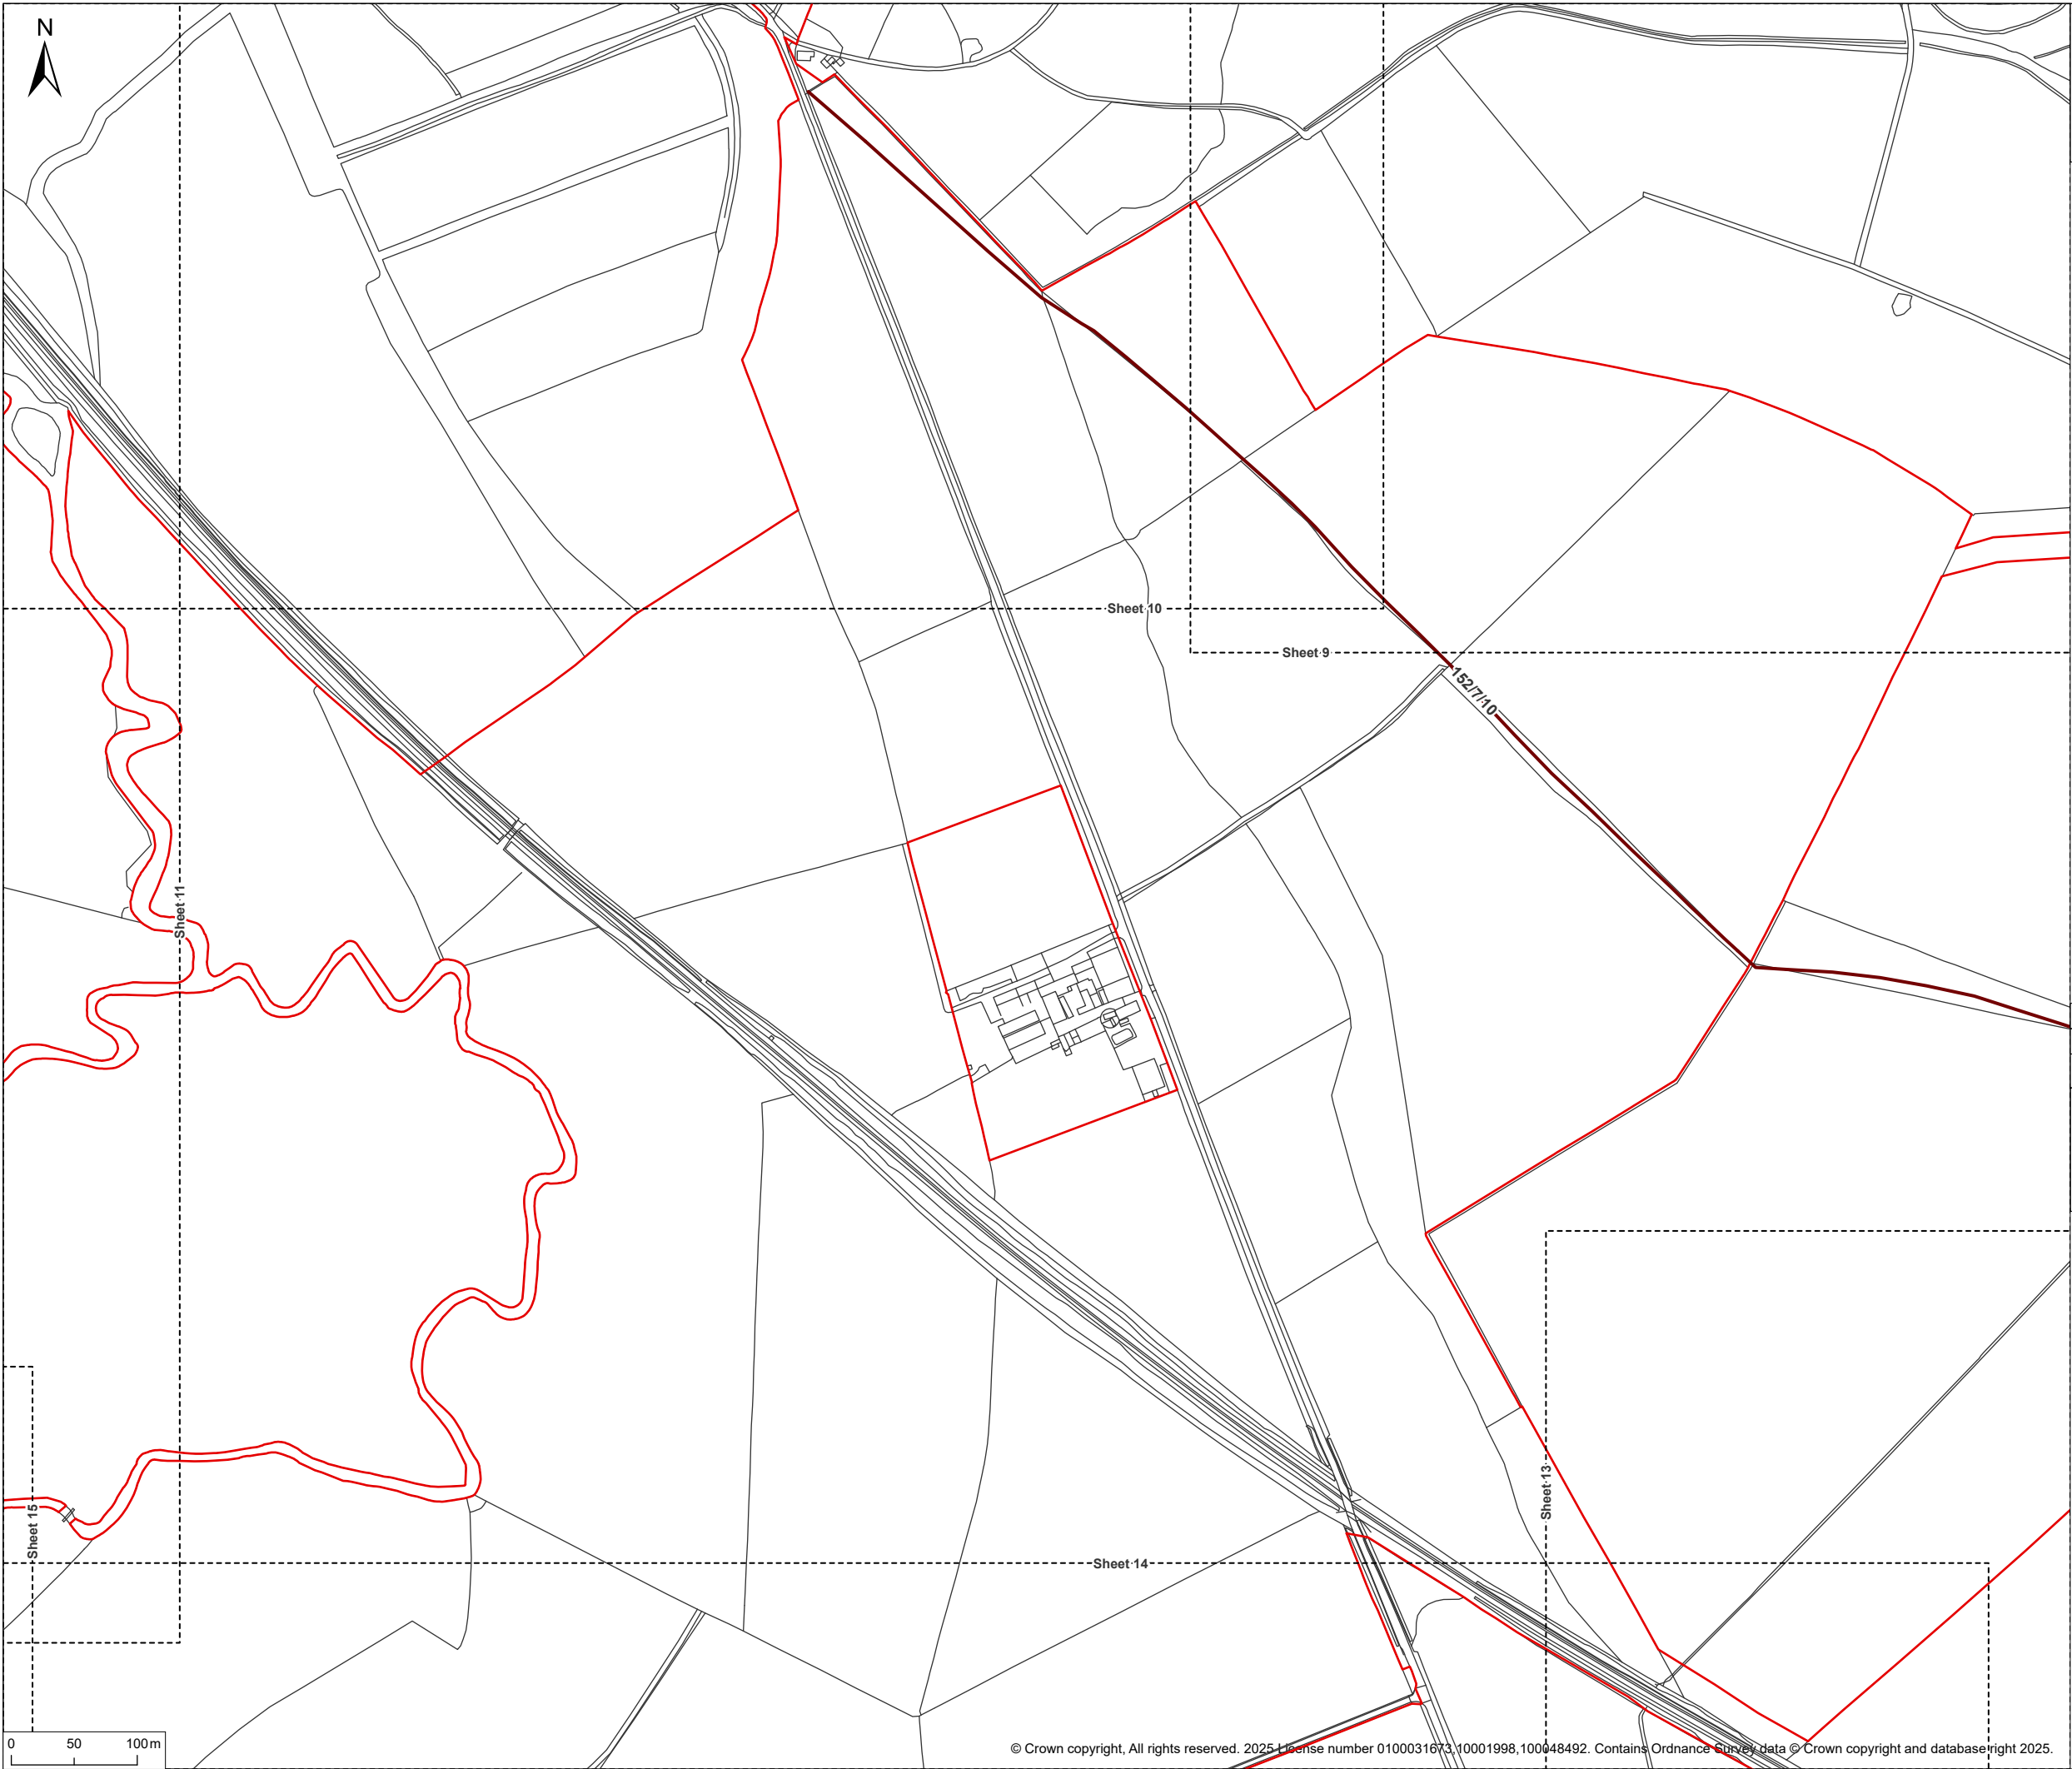 N
Sheet 10
Sheet 9
152/7/10
Sheet 11
Sheet 13
Sheet 15
Sheet 14
0 50 100 m
© Crown copyright, All rights reserved. 2025 License number 0100031673,10001998,100048492. Contains Ordnance Survey data © Crown copyright and database right 2025.